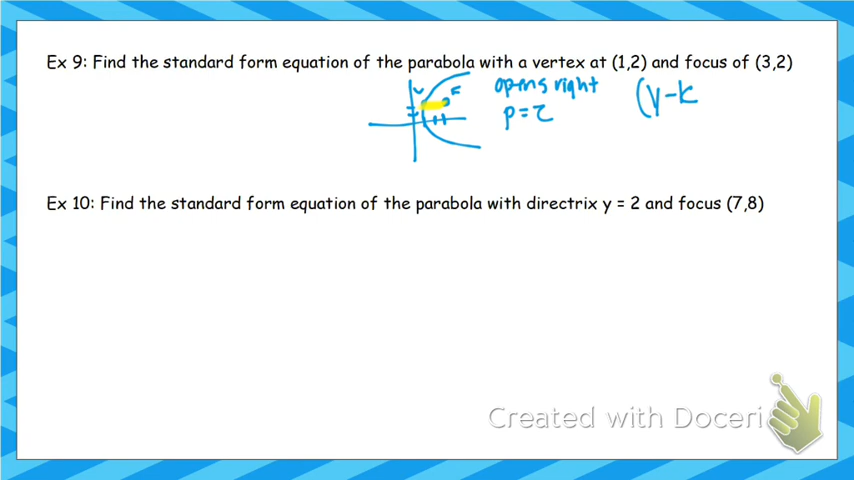 Ex 9: Find the standard form equation of the parabola with a vertex at (1,2) and focus of (3,2)
V F opens right (y-k
p=2
Ex 10: Find the standard form equation of the parabola with directrix y = 2 and focus (7,8)
Created with Doceri